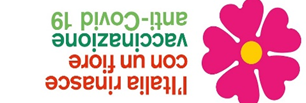 l'Italia rinasce
con un fiore
vaccinazione
anti-Covid 19